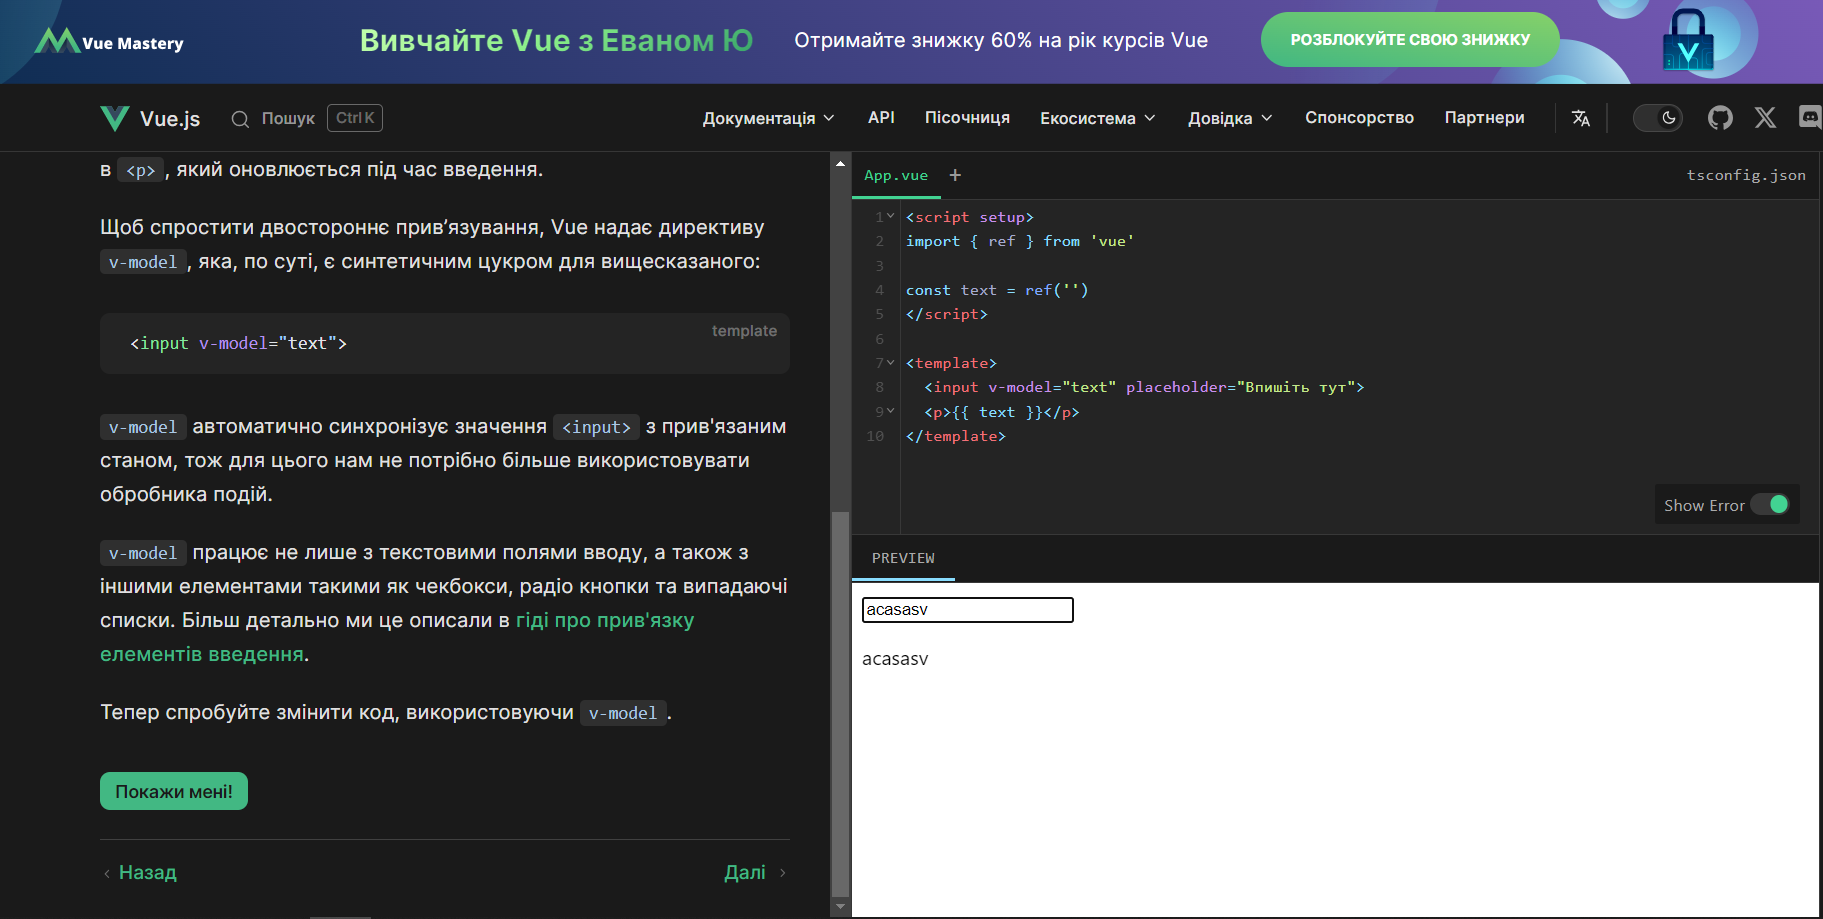 Vue Mastery
Вивчайте Vue з Еваном Ю
Отримайте знижку 60% на рік курсів Vue
РОЗБЛОКУЙТЕ СВОЮ ЗНИЖКУ
Vue.js
Пошук
Ctrl K
Документація
API
Пісочниця
Екосистема
Довідка
Спонсорство
Партнери
в <p>, який оновлюється під час введення.
Щоб спростити двостороннє прив’язування, Vue надає директиву
v-model, яка, по суті, є синтетичним цукром для вищесказаного:
template
<input v-model="text">
v-model автоматично синхронізує значення <input> з прив'язаним
станом, тож для цього нам не потрібно більше використовувати
обробника подій.
v-model працює не лише з текстовими полями вводу, а також з
іншими елементами такими як чекбокси, радіо кнопки та випадаючі
списки. Більш детально ми це описали в гіді про прив'язку
елементів введення.
Тепер спробуйте змінити код, використовуючи v-model.
Покажи мені!
Назад
Далі
App.vue
+
tsconfig.json
1 <script setup>
2 import { ref } from 'vue'
3
4 const text = ref('')
5 </script>
6
7 <template>
8 <input v-model="text" placeholder="Впишіть тут">
9 <p>{{ text }}</p>
10 </template>
Show Error
PREVIEW
acasasv
acasasv